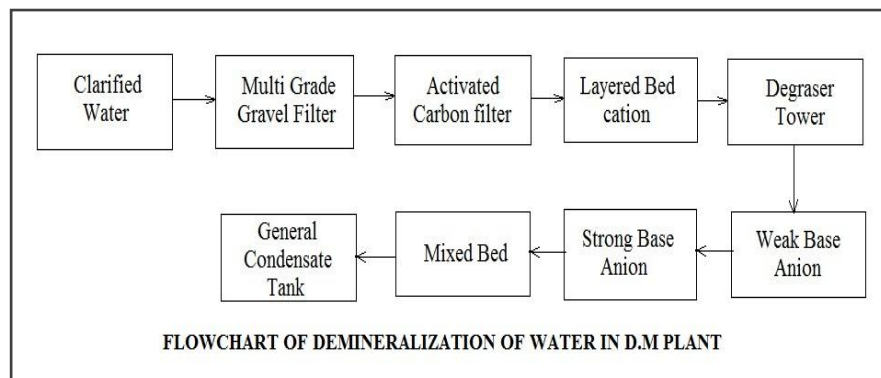 Clarified
Water
Multi Grade
Gravel Filter
Activated
Carbon filter
Layered Bed
cation
Degraser
Tower
Weak Base
Anion
Strong Base
Anion
Mixed Bed
General
Condensate
Tank
FLOWCHART OF DEMINERALIZATION OF WATER IN D.M PLANT